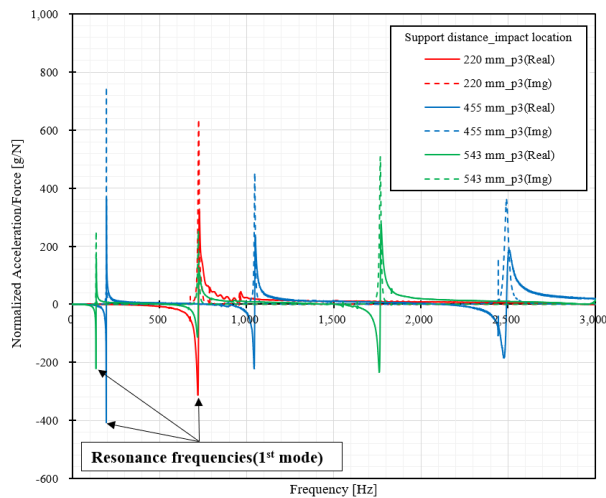 1,000
800
600
400
200
0
-200
-400
-600
Normalized Acceleration/Force [g/N]
0 500 1,000 1,500 2,000 2,500 3,000
Frequency [Hz]
Support distance_impact location
220 mm_p3(Real)
220 mm_p3(Img)
455 mm_p3(Real)
455 mm_p3(Img)
543 mm_p3(Real)
543 mm_p3(Img)
Resonance frequencies(1st mode)